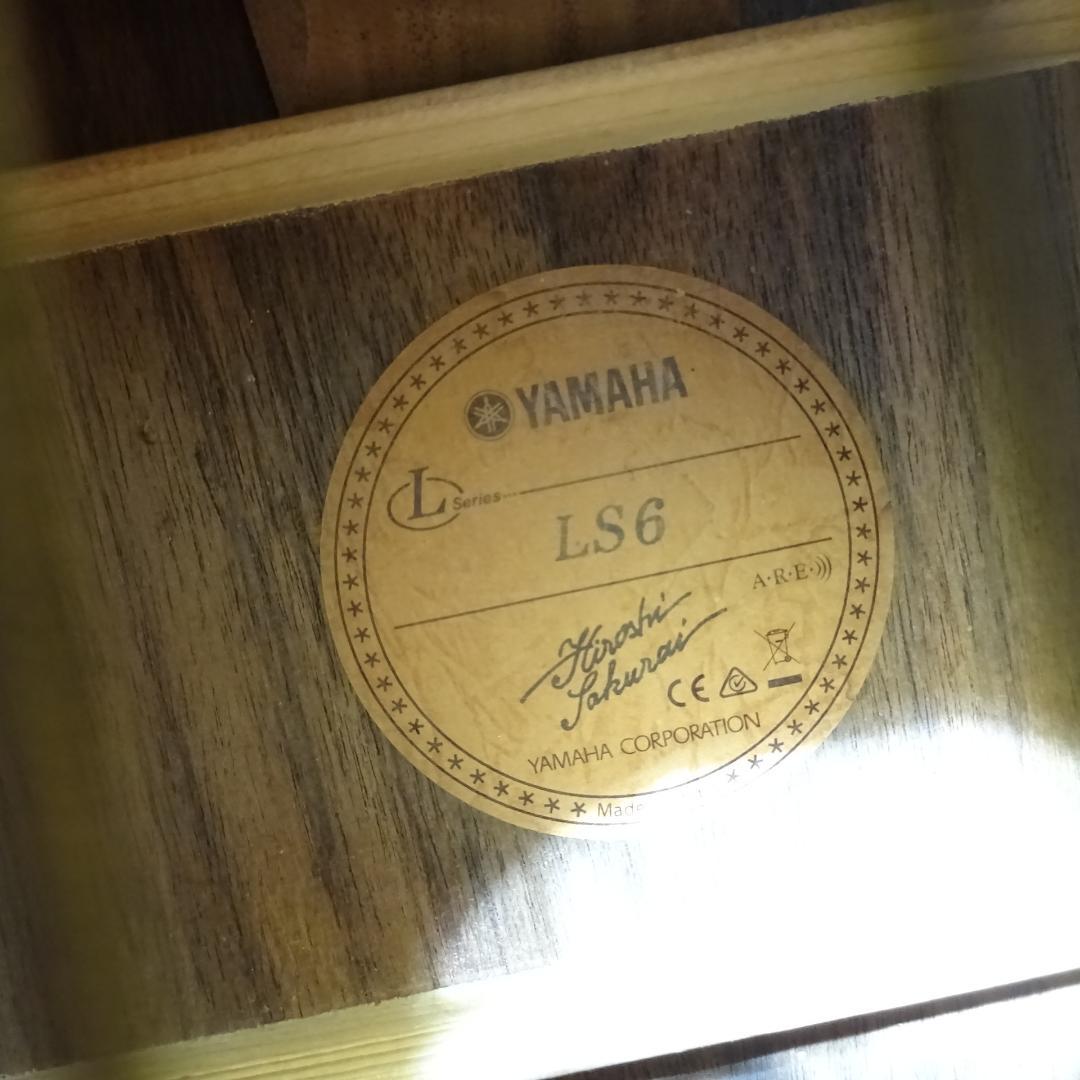 YAMAHA
L Series
LS6
A·R·E·
Hiroshi
Sakurai
CE
YAMAHA CORPORATION
Made